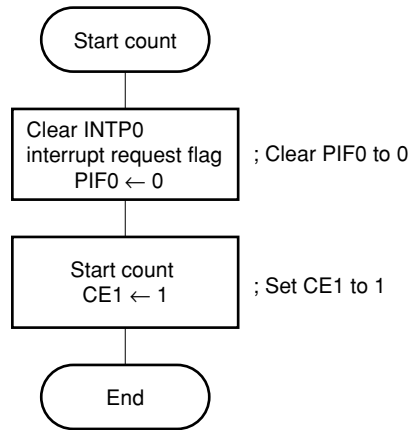 Start count
Clear INTP0
interrupt request flag
PIF0 ← 0
; Clear PIF0 to 0
Start count
CE1 ← 1
; Set CE1 to 1
End